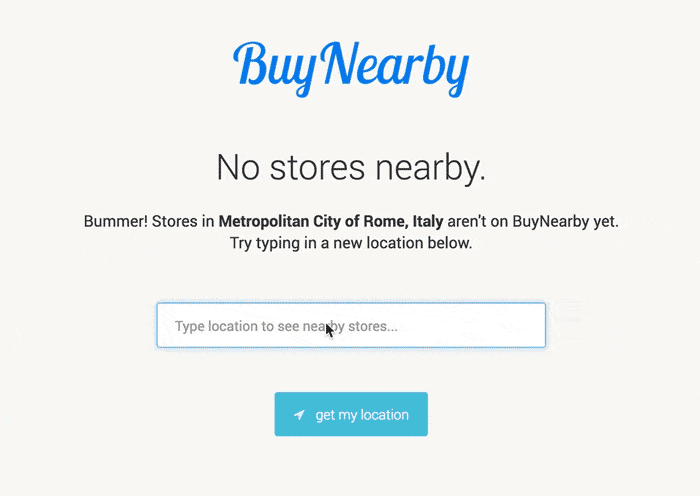 BuyNearby
No stores nearby.
Bummer! Stores in Metropolitan City of Rome, Italy aren't on BuyNearby yet.
Try typing in a new location below.
Type location to see nearby stores...
get my location